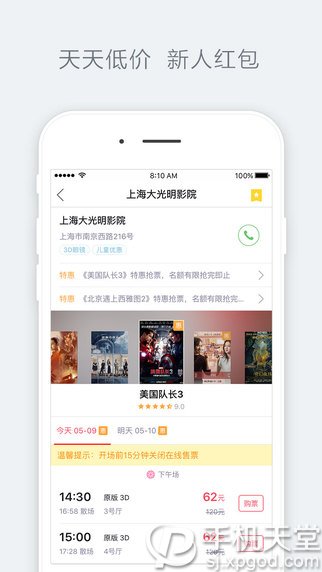 天天低价 新人红包
8:10 AM
上海大光明影院
上海大光明影院
上海市南京西路216号
3D眼镜 儿童优惠
特惠 《美国队长3》特惠抢票，名额有限抢完即止
特惠 《北京遇上西雅图2》特惠抢票，名额有限抢完...
惠
美国队长3
9.0
今天 05-09 惠 明天 05-10 惠
温馨提示：开场前15分钟关闭在线售票
下午场
14:30 原版 3D 62元 购票
16:58 散场 3号厅 120元
15:00 原版 3D 62元
17:28 散场 4号厅 120元
手机天堂
sj.xpgod.com